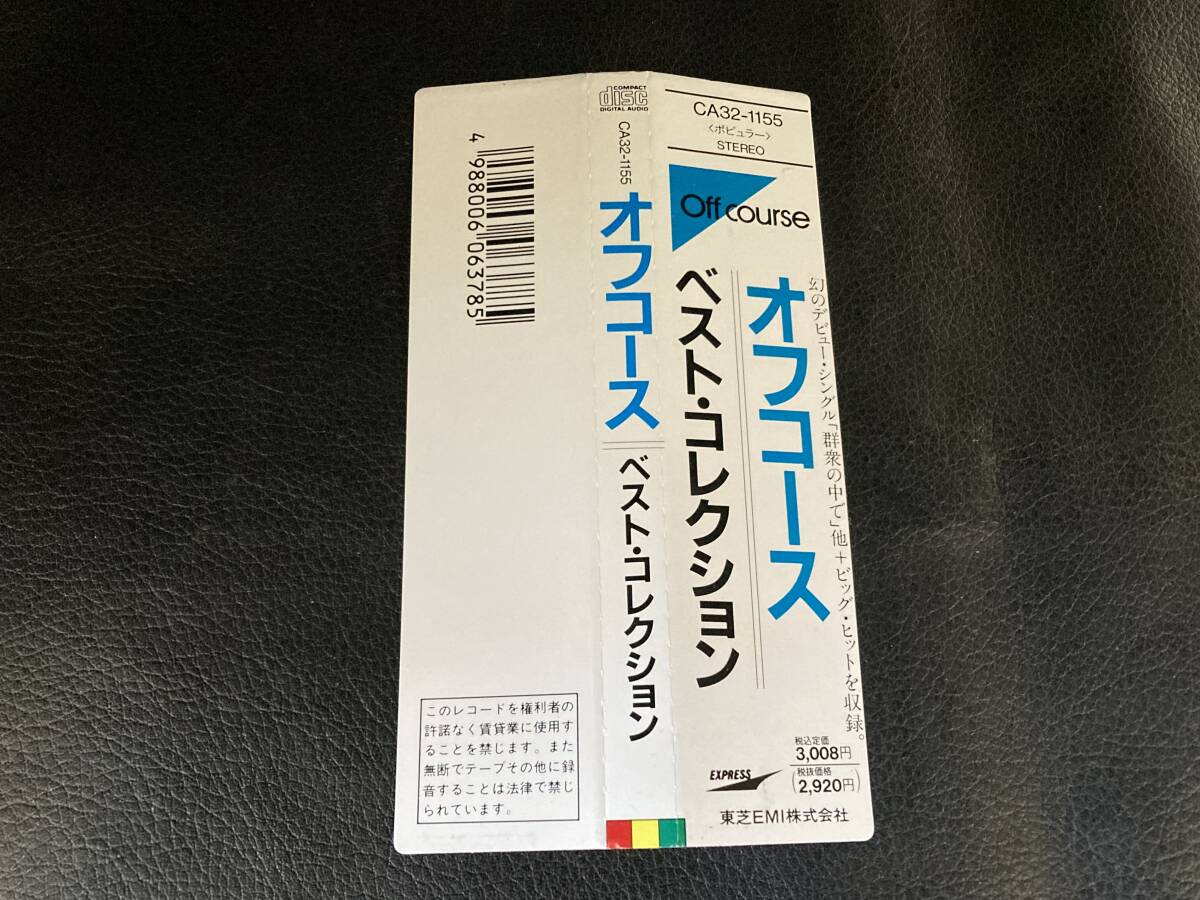 4 988006 063785
このレコードを権利者の
許諾なく賃貸業に使用す
ることを禁じます。また
無断でテープその他に録
音することは法律で禁じ
られています。
COMPACT
disc
DIGITAL AUDIO
CA32-1155
オフコース
ベスト・コレクション
CA32-1155
〈ポピュラー〉
STEREO
Off course
幻のデビュー・シングル「群衆の中で」他+ビッグ・ヒットを収録。
オフコース
ベスト・コレクション
税込定価
3,008円
税抜価格
(2,920円)
EXPRESS
東芝EMI株式会社